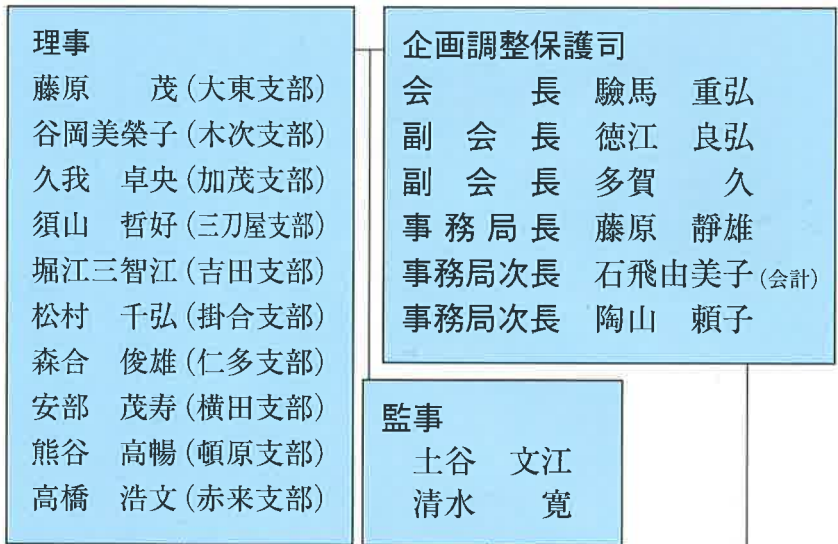 理事
藤原　　茂（大東支部）
谷岡美榮子（木次支部）
久我　卓央（加茂支部）
須山　哲好（三刀屋支部）
堀江三智江（吉田支部）
松村　千弘（掛合支部）
森合　俊雄（仁多支部）
安部　茂寿（横田支部）
熊谷　高暢（頓原支部）
高橋　浩文（赤来支部）
企画調整保護司
会　　　長　驗馬　重弘
副　会　長　徳江　良弘
副　会　長　多賀　　久
事務局長　藤原　靜雄
事務局次長　石飛由美子（会計）
事務局次長　陶山　頼子
監事
土谷　文江
清水　　寛